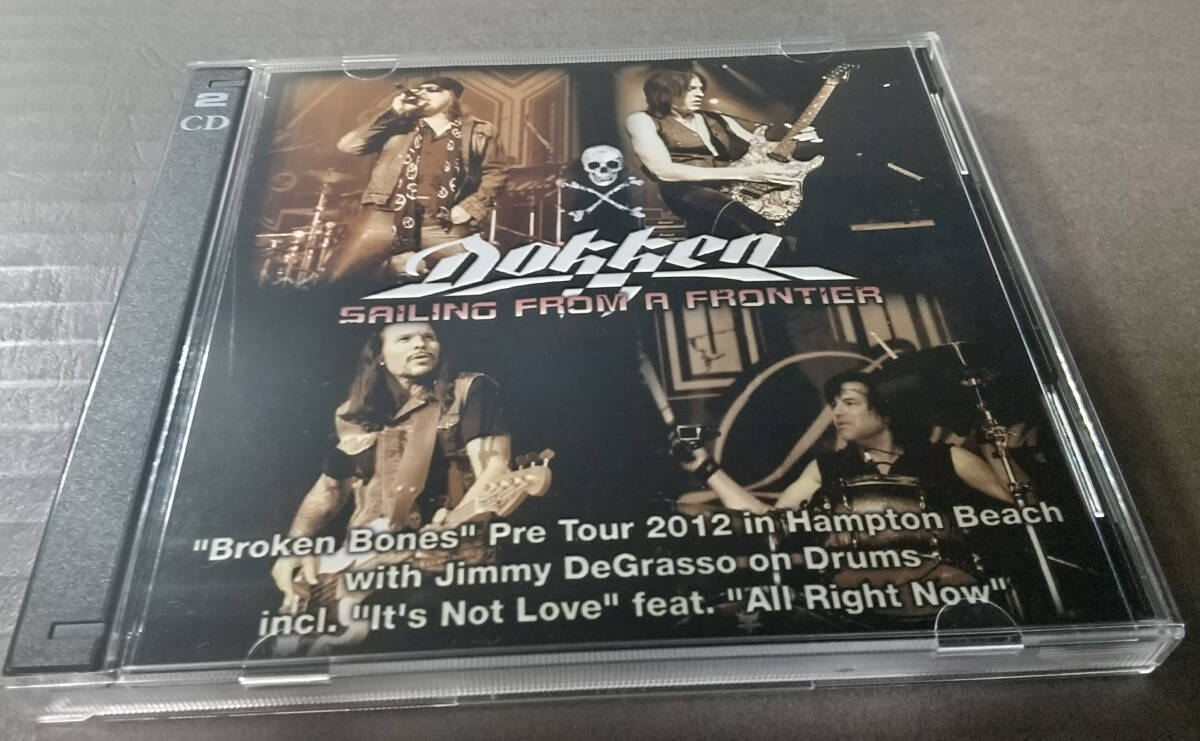 2
CD
Dokken
SAILING FROM A FRONTIER
"Broken Bones" Pre Tour 2012 in Hampton Beach
with Jimmy DeGrasso on Drums
incl. "It's Not Love" feat. "All Right Now"